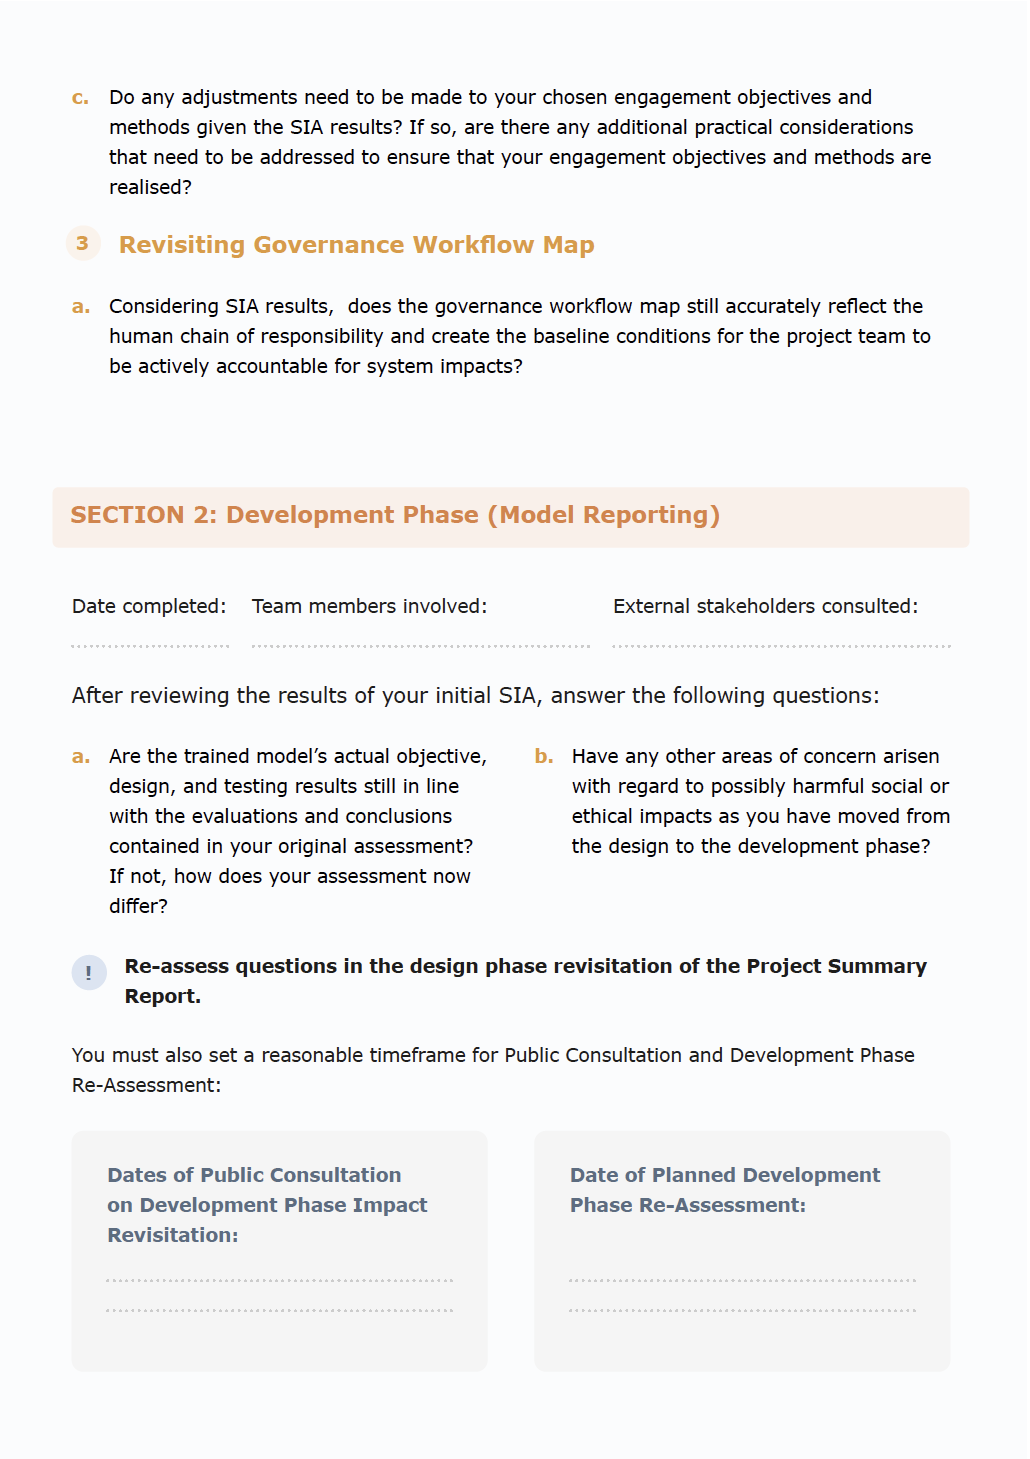 c. Do any adjustments need to be made to your chosen engagement objectives and
methods given the SIA results? If so, are there any additional practical considerations
that need to be addressed to ensure that your engagement objectives and methods are
realised?
3 Revisiting Governance Workflow Map
a. Considering SIA results,  does the governance workflow map still accurately reflect the
human chain of responsibility and create the baseline conditions for the project team to
be actively accountable for system impacts?
SECTION 2: Development Phase (Model Reporting)
Date completed:
Team members involved:
External stakeholders consulted:
After reviewing the results of your initial SIA, answer the following questions:
a. Are the trained model’s actual objective,
design, and testing results still in line
with the evaluations and conclusions
contained in your original assessment?
If not, how does your assessment now
differ?
b. Have any other areas of concern arisen
with regard to possibly harmful social or
ethical impacts as you have moved from
the design to the development phase?
! Re-assess questions in the design phase revisitation of the Project Summary
Report.
You must also set a reasonable timeframe for Public Consultation and Development Phase
Re-Assessment:
Dates of Public Consultation
on Development Phase Impact
Revisitation:
Date of Planned Development
Phase Re-Assessment: